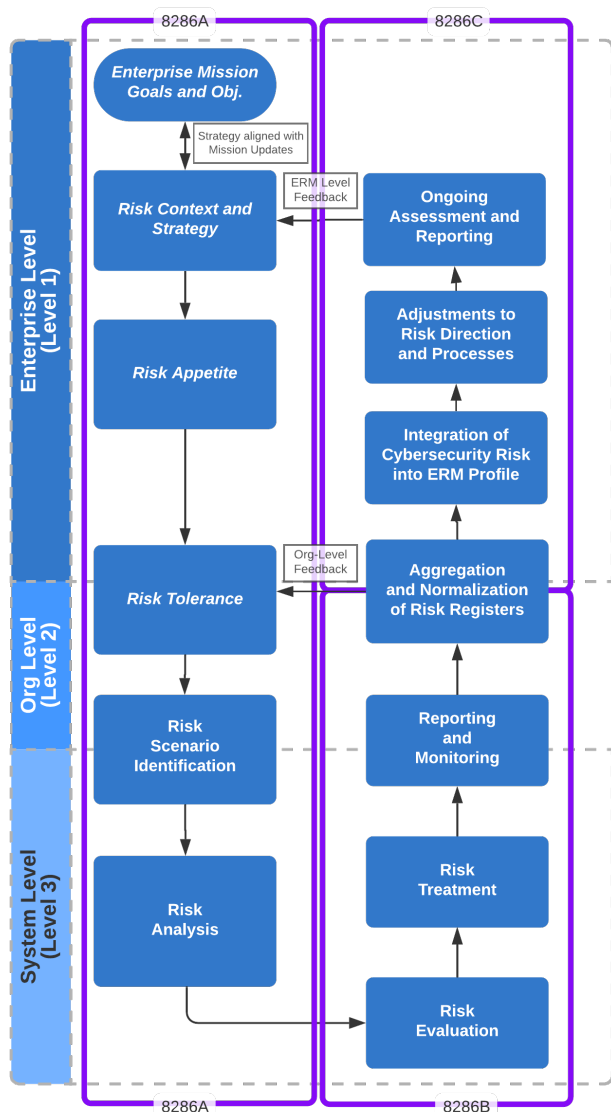 8286A
8286C
Enterprise Mission
Goals and Obj.
Strategy aligned with
Mission Updates
ERM Level
Feedback
Risk Context and
Strategy
Ongoing
Assessment and
Reporting
Enterprise Level
(Level 1)
Adjustments to
Risk Direction
and Processes
Risk Appetite
Integration of
Cybersecurity Risk
into ERM Profile
Org-Level
Feedback
Risk Tolerance
Aggregation
and Normalization
of Risk Registers
Org Level
(Level 2)
Risk
Scenario
Identification
Reporting
and
Monitoring
System Level
(Level 3)
Risk
Analysis
Risk
Treatment
Risk
Evaluation
8286A
8286B